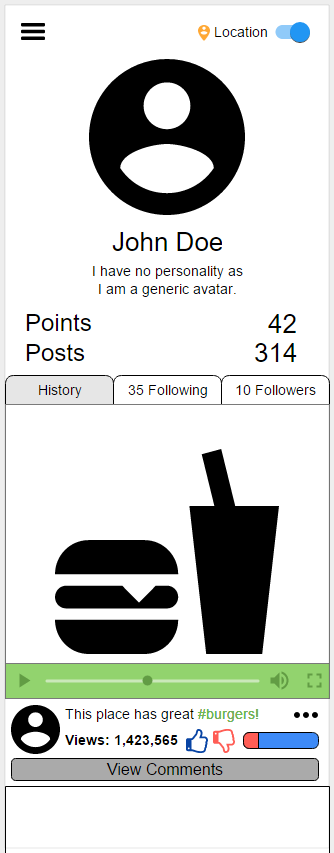 Location
John Doe
I have no personality as
I am a generic avatar.
Points 42
Posts 314
History 35 Following 10 Followers
This place has great #burgers!
Views: 1,423,565
View Comments